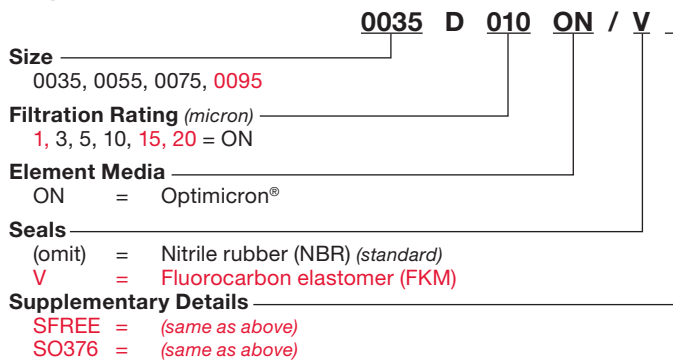 0035 D 010 ON / V _
Size
0035, 0055, 0075, 0095
Filtration Rating (micron)
1, 3, 5, 10, 15, 20 = ON
Element Media
ON = Optimicron®
Seals
(omit) = Nitrile rubber (NBR) (standard)
V = Fluorocarbon elastomer (FKM)
Supplementary Details
SFREE = (same as above)
SO376 = (same as above)